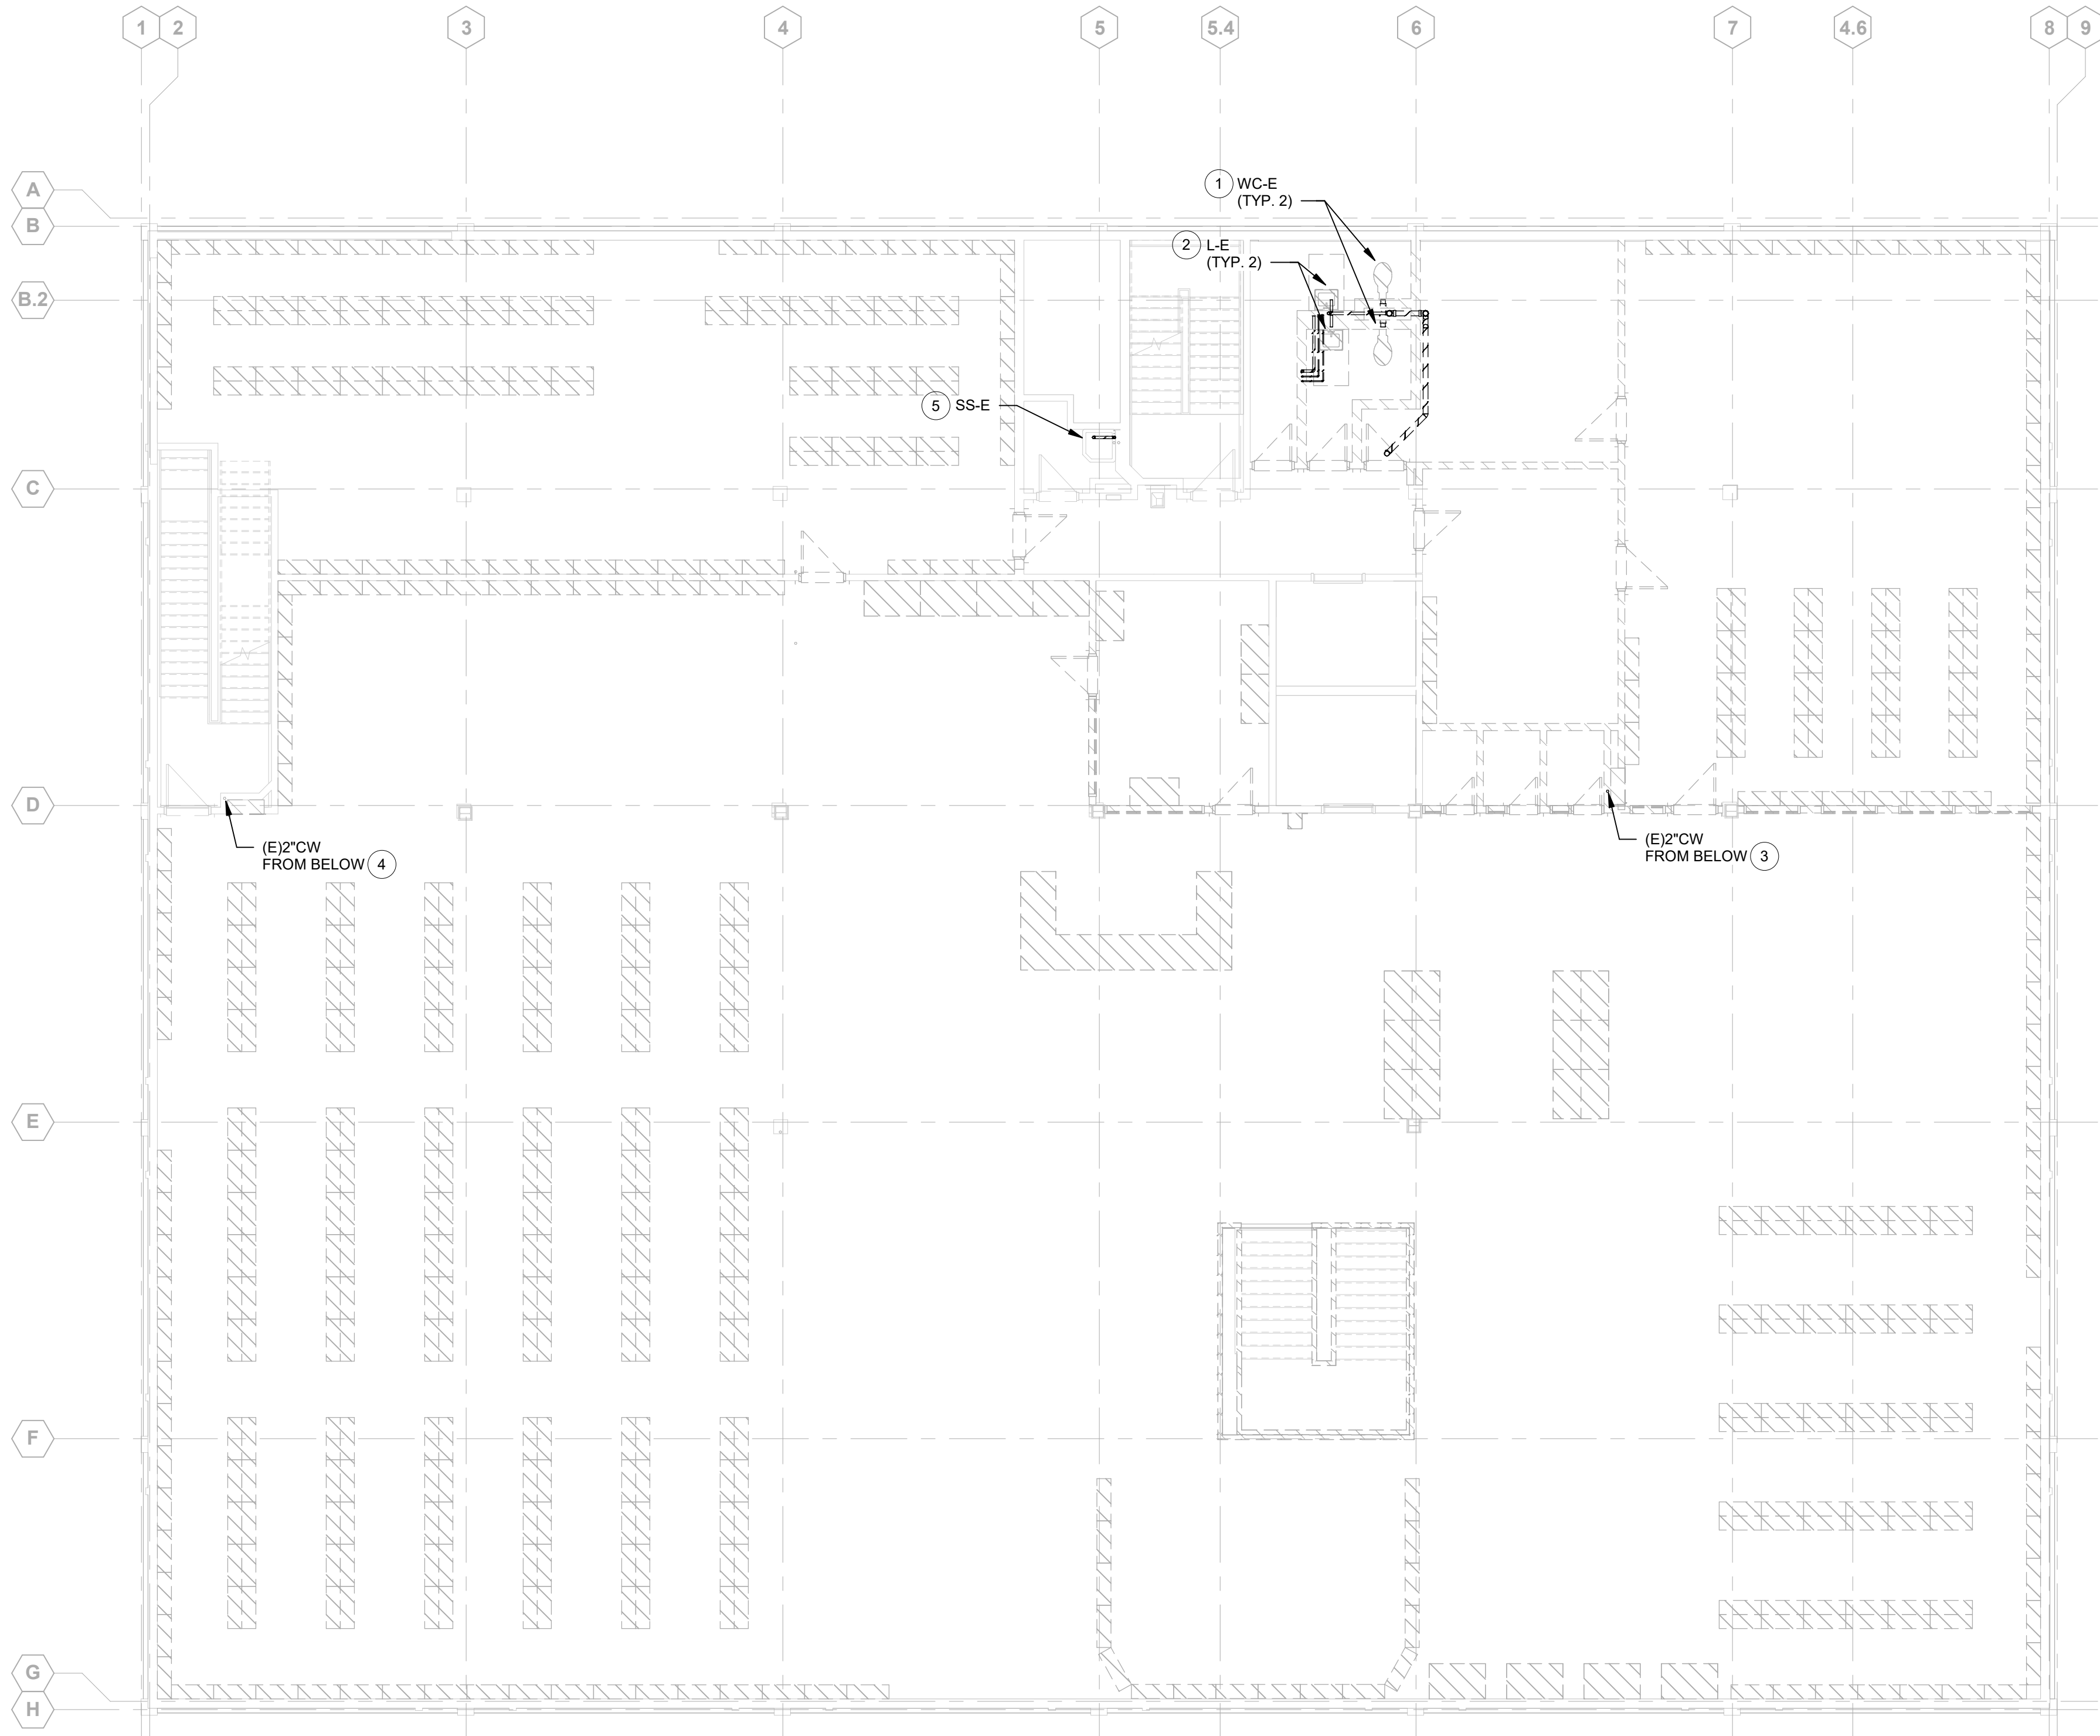 1 2 3 4 5 5.4 6 7 4.6 8 9
A
B
B.2
C
D
E
F
G
H
1 WC-E
(TYP. 2)
2 L-E
(TYP. 2)
5 SS-E
(E)2"CW
FROM BELOW 4
(E)2"CW
FROM BELOW 3